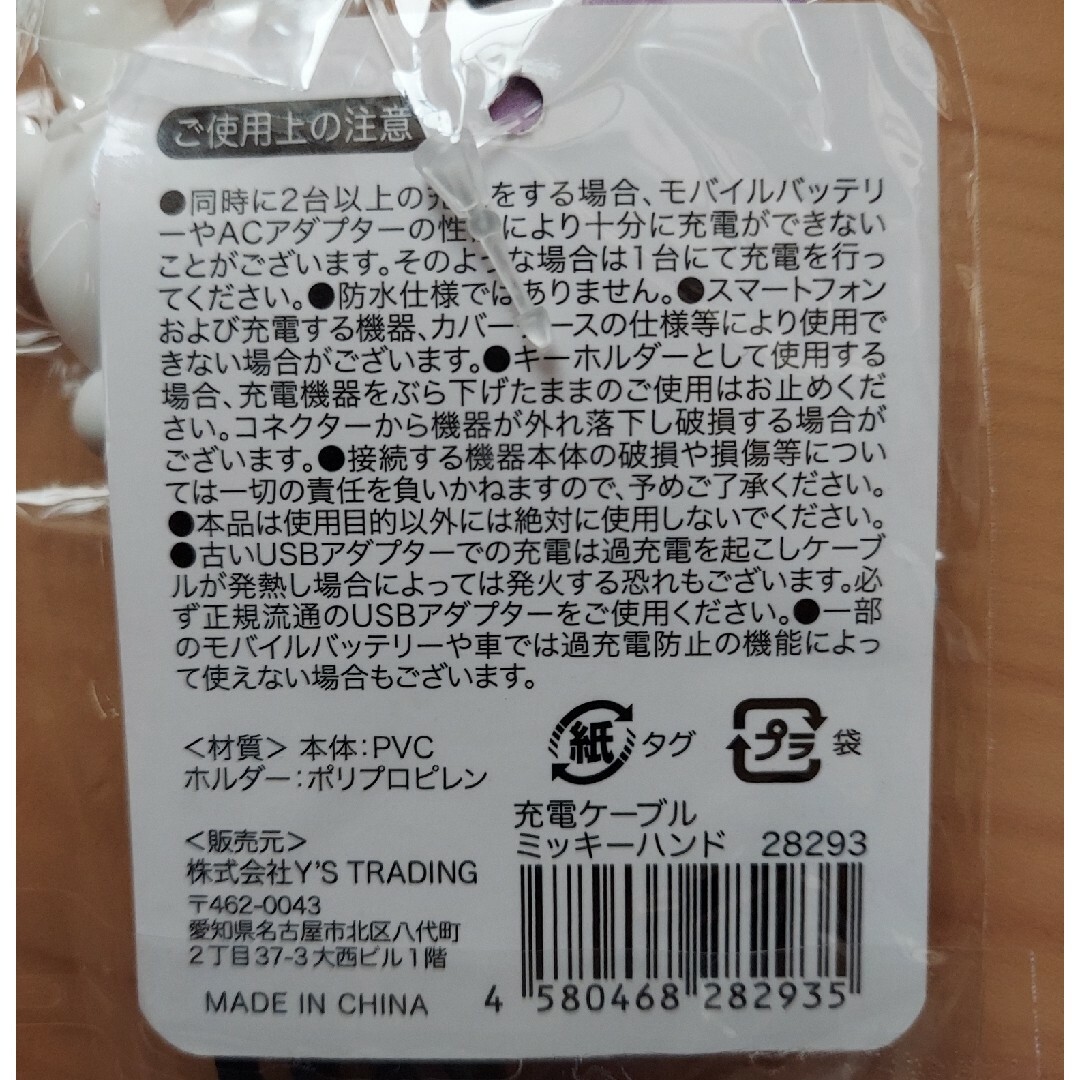 ご使用上の注意
●同時に2台以上の充 をする場合、モバイルバッテリ
ーやACアダプターの性 により十分に充電ができない
ことがございます。そのような場合は1台にて充電を行っ
てください。●防水仕様ではありません。●スマートフォン
および充電する機器、カバーケースの仕様等により使用で
きない場合がございます。●キーホルダーとして使用する
場合、充電機器をぶら下げたままのご使用はお止めくだ
さい。コネクターから機器が外れ落下し破損する場合が
ございます。●接続する機器本体の破損や損傷等につい
ては一切の責任を負いかねますので、予めご了承ください。
●本品は使用目的以外には絶対に使用しないでください。
●古いUSBアダプターでの充電は過充電を起こしケーブ
ルが発熱し場合によっては発火する恐れもございます。必
ず正規流通のUSBアダプターをご使用ください。●一部
のモバイルバッテリーや車では過充電防止の機能によっ
て使えない場合もございます。
<材質> 本体:PVC
ホルダー:ポリプロピレン
紙 タグ
プラ 袋
<販売元>
株式会社Y'S TRADING
〒462-0043
愛知県名古屋市北区八代町
2丁目37-3大西ビル1階
MADE IN CHINA
充電ケーブル
ミッキーハンド 28293
4 580468 282935